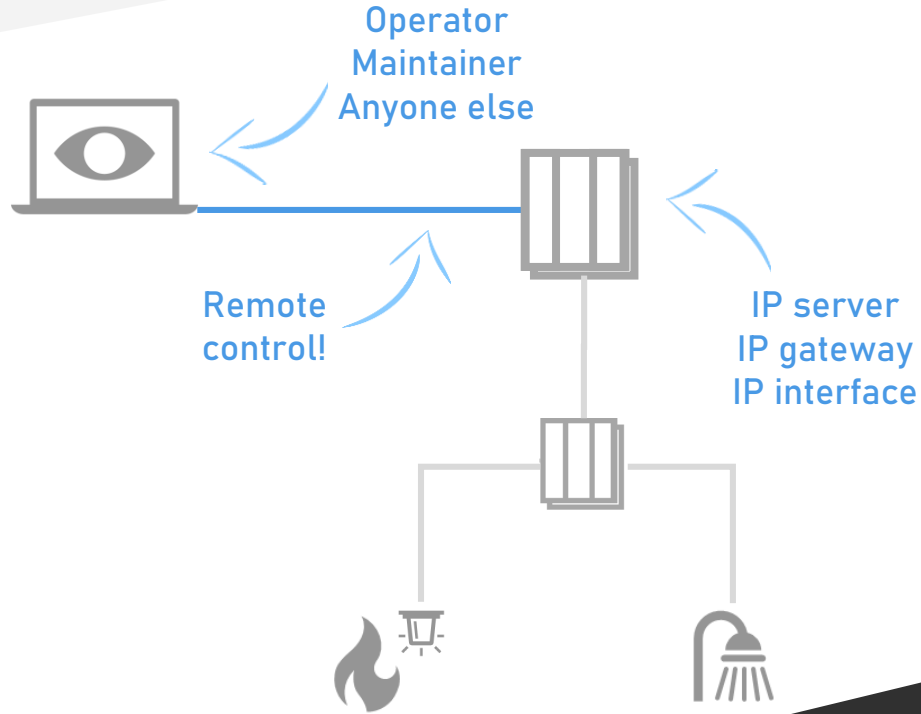 Operator
Maintainer
Anyone else
Remote
control!
IP server
IP gateway
IP interface